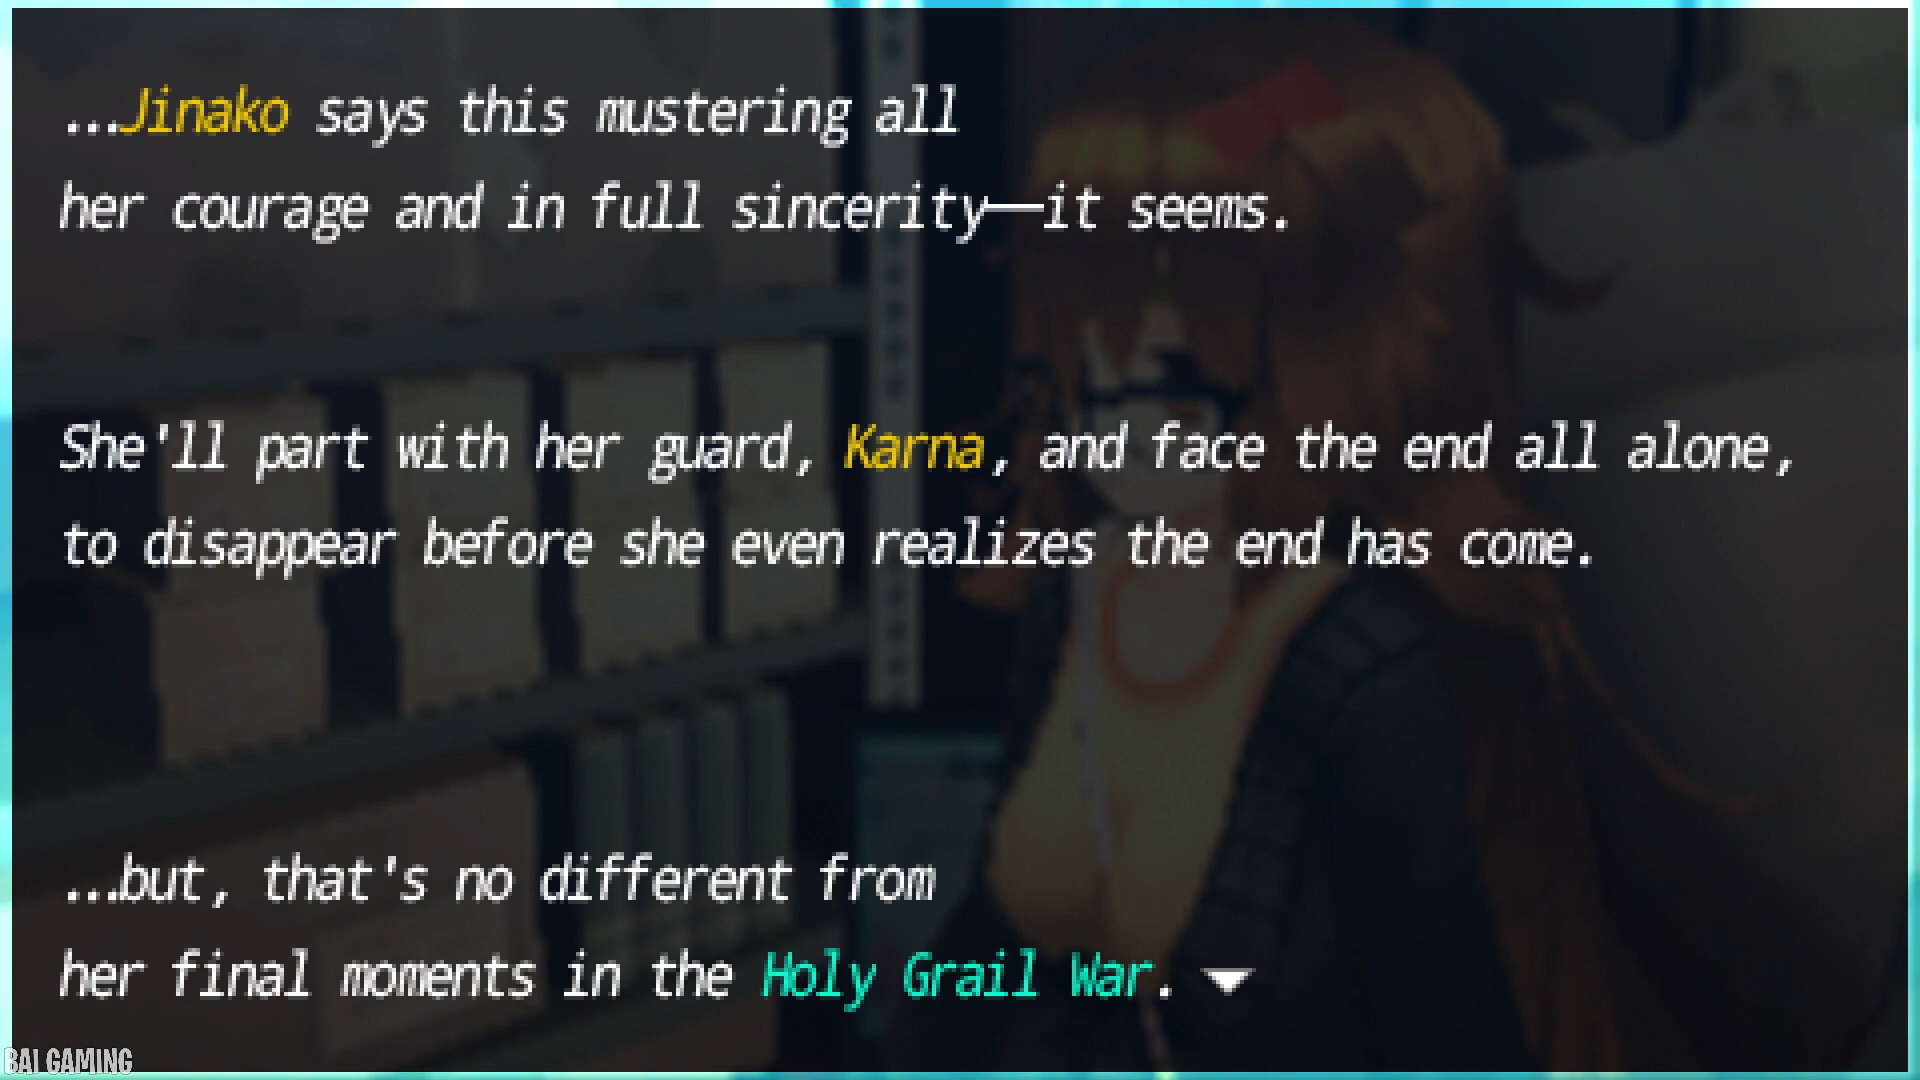 ...Jinako says this mustering all
her courage and in full sincerity—it seems.
She'll part with her guard, Karna, and face the end all alone,
to disappear before she even realizes the end has come.
...but, that's no different from
her final moments in the Holy Grail War.
BAI GAMING